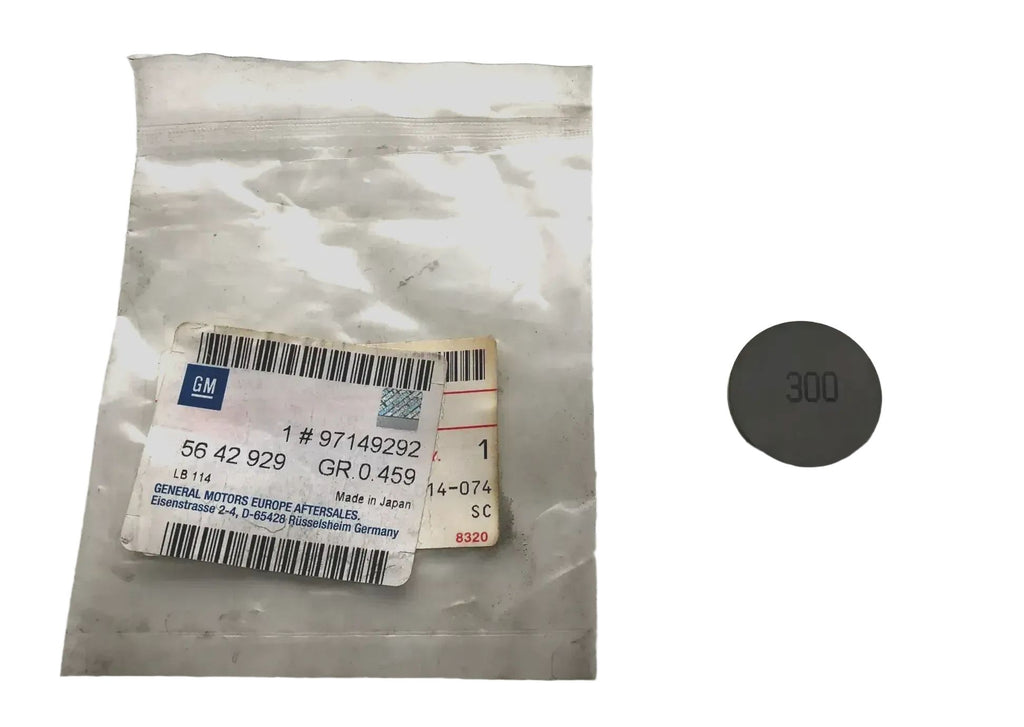 GM
1 # 97149292
56 42 929 GR.0.459
LB 114
Made in Japan
GENERAL MOTORS EUROPE AFTERSALES.
Eisenstrasse 2-4, D-65428 Rüsselsheim Germany
1
14-074
SC
8320
300